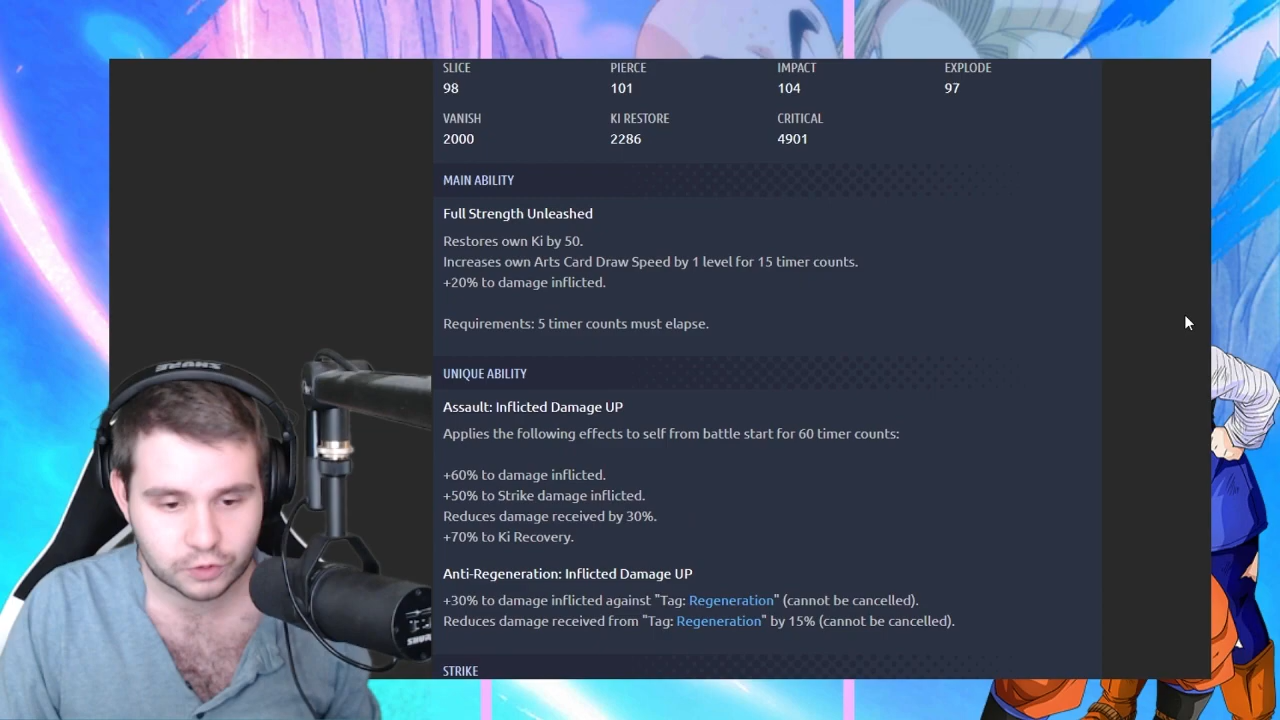 SLICE PIERCE IMPACT EXPLODE
98 101 104 97
VANISH KI RESTORE CRITICAL
2000 2286 4901
MAIN ABILITY
Full Strength Unleashed
Restores own Ki by 50.
Increases own Arts Card Draw Speed by 1 level for 15 timer counts.
+20% to damage inflicted.
Requirements: 5 timer counts must elapse.
UNIQUE ABILITY
Assault: Inflicted Damage UP
Applies the following effects to self from battle start for 60 timer counts:
+60% to damage inflicted.
+50% to Strike damage inflicted.
Reduces damage received by 30%.
+70% to Ki Recovery.
Anti-Regeneration: Inflicted Damage UP
+30% to damage inflicted against "Tag: Regeneration" (cannot be cancelled).
Reduces damage received from "Tag: Regeneration" by 15% (cannot be cancelled).
STRIKE
SHURE